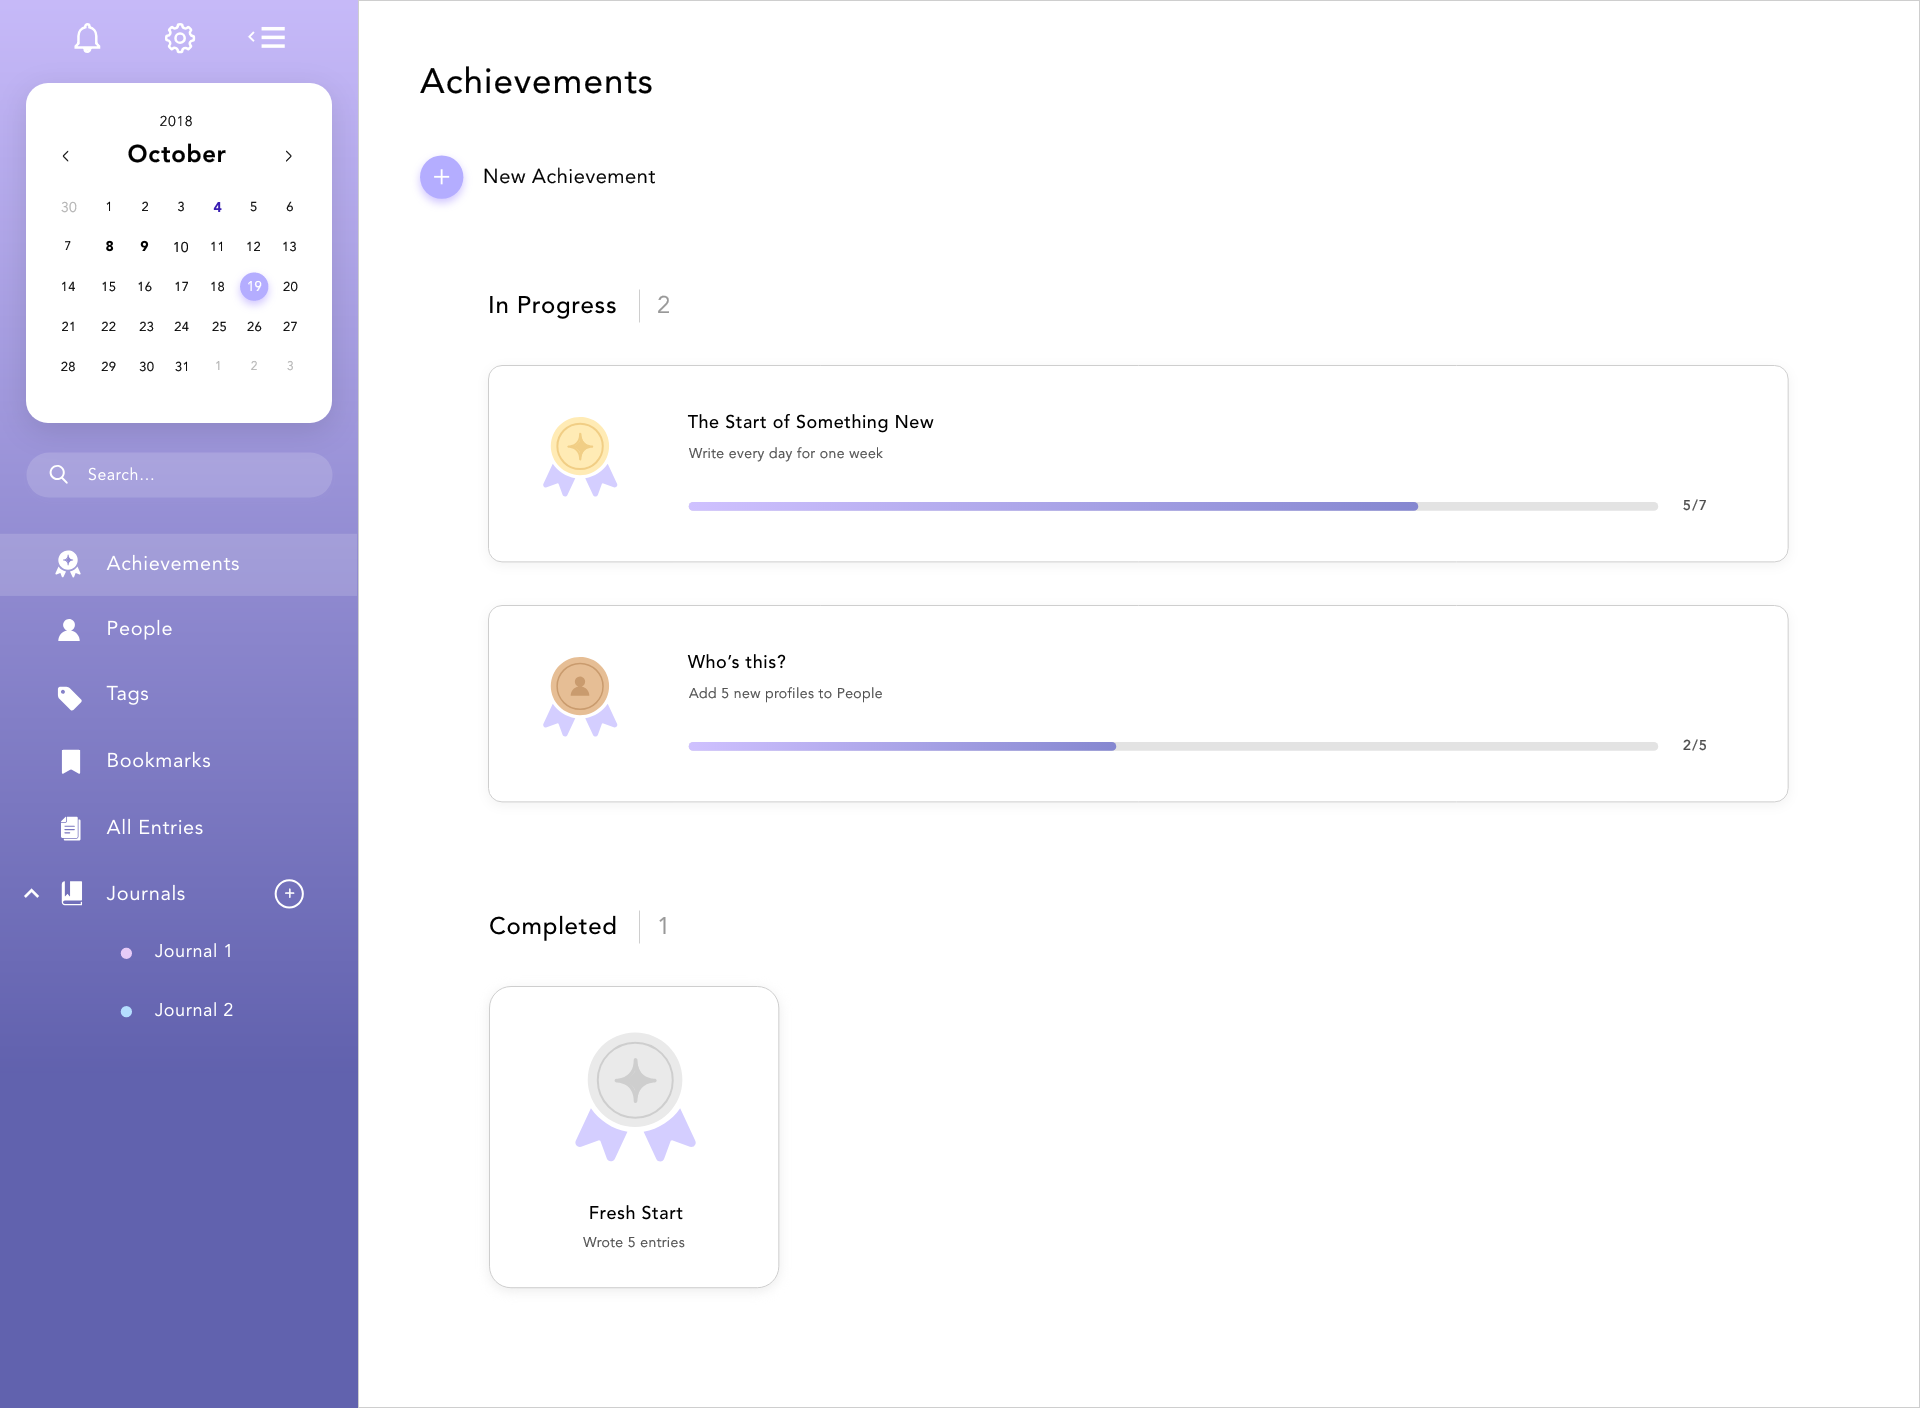 2018
October
30 1 2 3 4 5 6
7 8 9 10 11 12 13
14 15 16 17 18 19 20
21 22 23 24 25 26 27
28 29 30 31 1 2 3
Search...
Achievements
People
Tags
Bookmarks
All Entries
Journals
Journal 1
Journal 2
Achievements
New Achievement
In Progress 2
The Start of Something New
Write every day for one week
5/7
Who's this?
Add 5 new profiles to People
2/5
Completed 1
Fresh Start
Wrote 5 entries